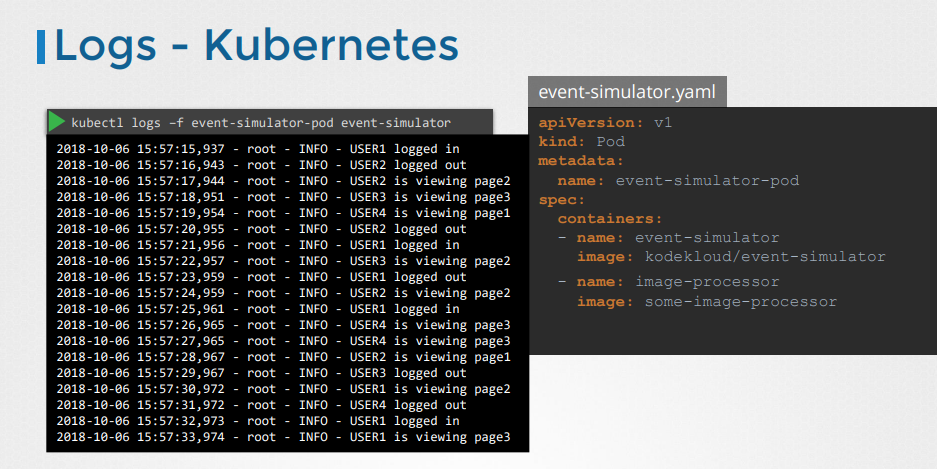 Logs - Kubernetes
kubectl logs –f event-simulator-pod event-simulator
2018-10-06 15:57:15,937 - root - INFO - USER1 logged in
2018-10-06 15:57:16,943 - root - INFO - USER2 logged out
2018-10-06 15:57:17,944 - root - INFO - USER2 is viewing page2
2018-10-06 15:57:18,951 - root - INFO - USER3 is viewing page3
2018-10-06 15:57:19,954 - root - INFO - USER4 is viewing page1
2018-10-06 15:57:20,955 - root - INFO - USER2 logged out
2018-10-06 15:57:21,956 - root - INFO - USER1 logged in
2018-10-06 15:57:22,957 - root - INFO - USER3 is viewing page2
2018-10-06 15:57:23,959 - root - INFO - USER1 logged out
2018-10-06 15:57:24,959 - root - INFO - USER2 is viewing page2
2018-10-06 15:57:25,961 - root - INFO - USER1 logged in
2018-10-06 15:57:26,965 - root - INFO - USER4 is viewing page3
2018-10-06 15:57:27,965 - root - INFO - USER4 is viewing page3
2018-10-06 15:57:28,967 - root - INFO - USER2 is viewing page1
2018-10-06 15:57:29,967 - root - INFO - USER3 logged out
2018-10-06 15:57:30,972 - root - INFO - USER1 is viewing page2
2018-10-06 15:57:31,972 - root - INFO - USER4 logged out
2018-10-06 15:57:32,973 - root - INFO - USER1 logged in
2018-10-06 15:57:33,974 - root - INFO - USER1 is viewing page3
event-simulator.yaml
apiVersion: v1
kind: Pod
metadata:
  name: event-simulator-pod
spec:
  containers:
  - name: event-simulator
    image: kodekloud/event-simulator
  - name: image-processor
    image: some-image-processor